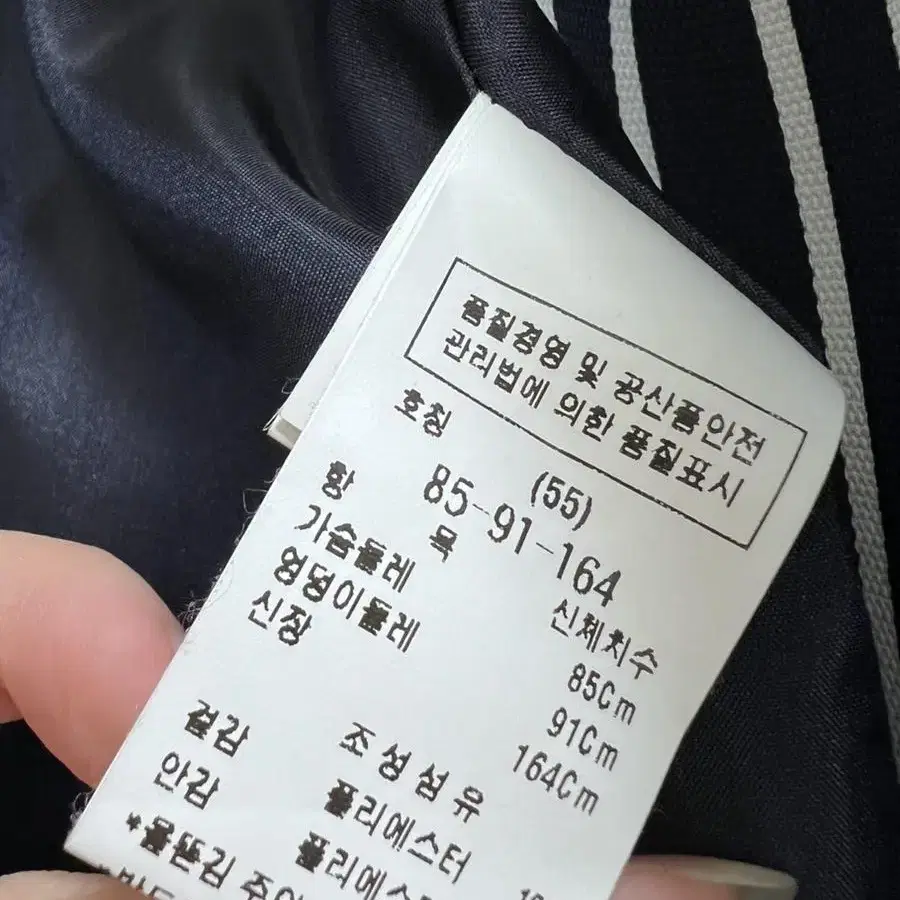 품질경영 및 공산품안전
관리법에 의한 품질표시
호칭 (55)
85-91-164
항 목 신체치수
가슴둘레 85Cm
엉덩이둘레 91Cm
신장 164Cm
조성섬유
겉감 폴리에스터
안감
*올뜯김